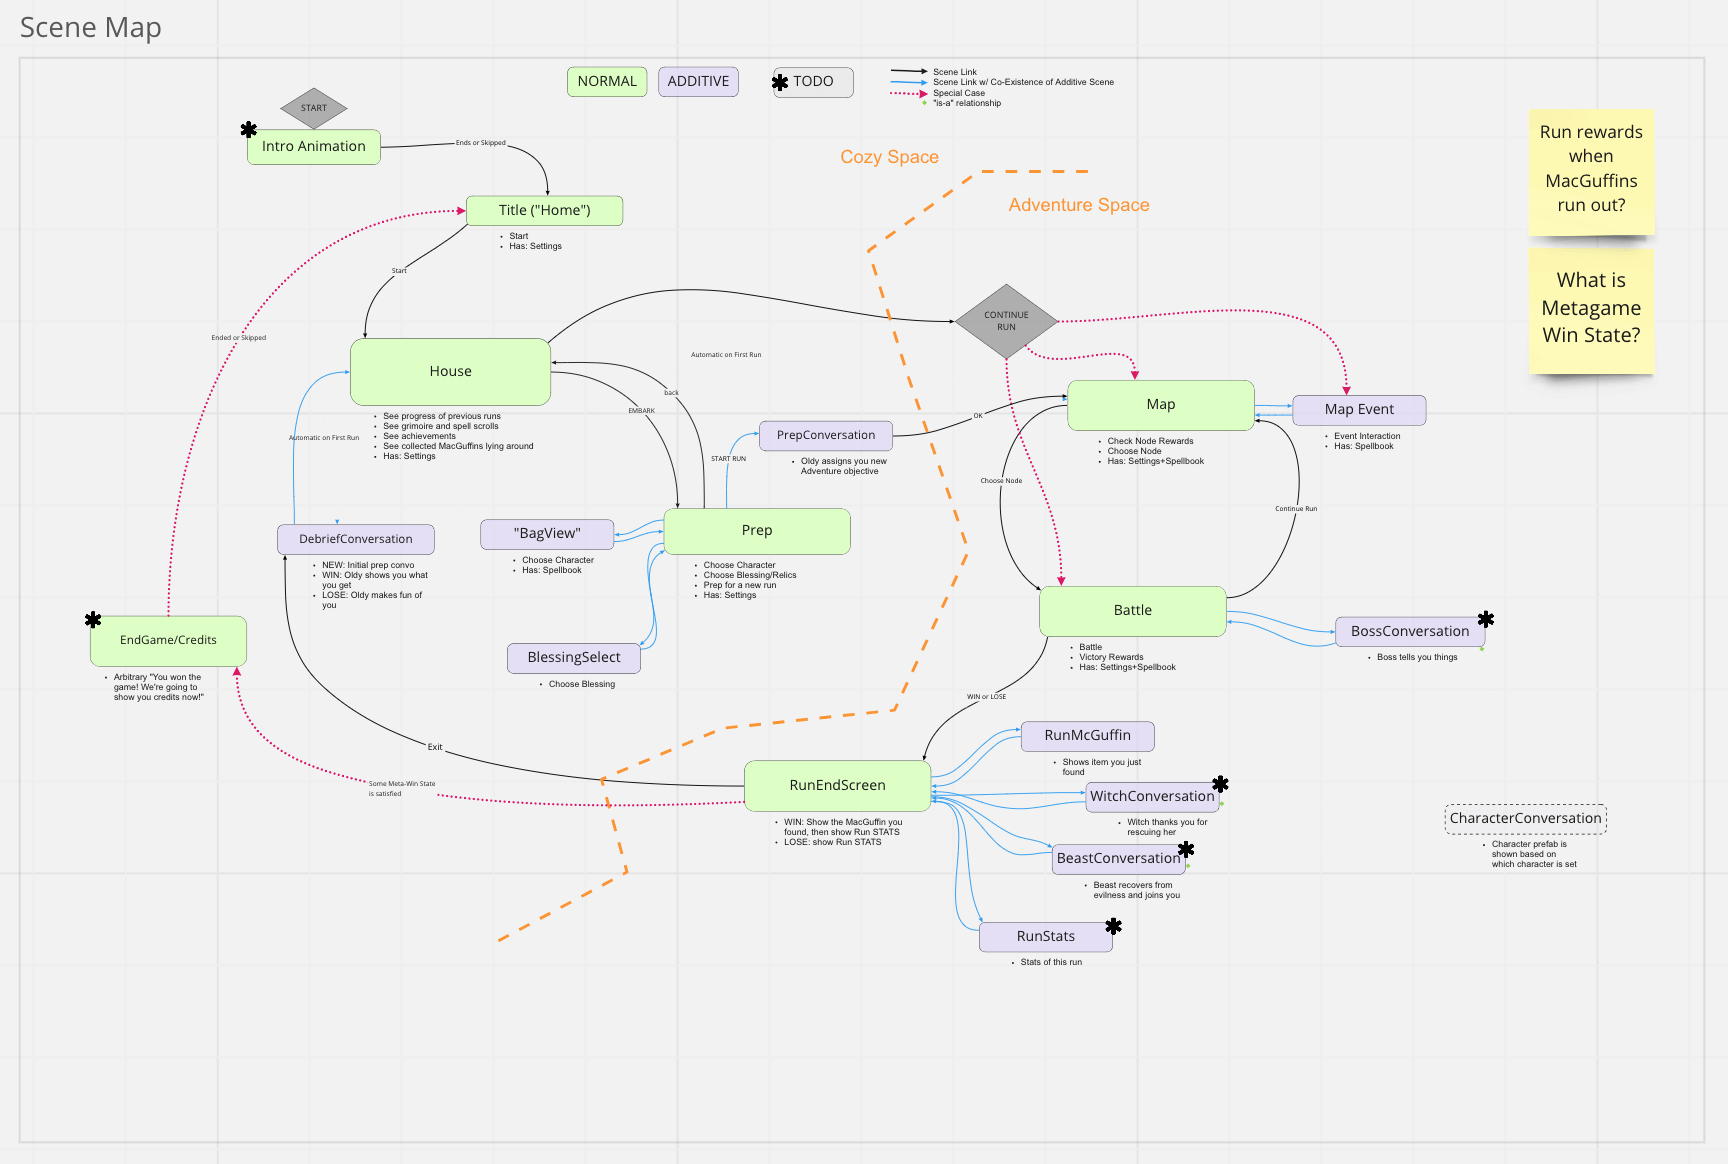 Scene Map
NORMAL
ADDITIVE
TODO
Scene Link
Scene Link w/ Co-Existence of Additive Scene
Special Case
"is-a" relationship
START
Intro Animation
Ends or Skipped
Cozy Space
Adventure Space
Run rewards
when
MacGuffins
run out?
Title ("Home")
• Start
• Has: Settings
Start
What is
Metagame
Win State?
CONTINUE
RUN
Ended or Skipped
House
• See progress of previous runs
• See grimoire and spell scrolls
• See achievements
• See collected MacGuffins lying around
• Has: Settings
Automatic on First Run
back
EMBARK
Automatic on First Run
PrepConversation
• Oldy assigns you new
Adventure objective
START RUN
OK
Map
• Check Node Rewards
• Choose Node
• Has: Settings+Spellbook
Map Event
• Event Interaction
• Has: Spellbook
Choose Node
Continue Run
DebriefConversation
• NEW: Initial prep convo
• WIN: Oldy shows you what
you get
• LOSE: Oldy makes fun of
you
"BagView"
• Choose Character
• Has: Spellbook
Prep
• Choose Character
• Choose Blessing/Relics
• Prep for a new run
• Has: Settings
BlessingSelect
• Choose Blessing
EndGame/Credits
• Arbitrary "You won the
game! We're going to
show you credits now!"
Battle
• Battle
• Victory Rewards
• Has: Settings+Spellbook
BossConversation
• Boss tells you things
WIN or LOSE
Exit
Some Meta-Win State
is satisfied
RunEndScreen
• WIN: Show the MacGuffin you
found, then show Run STATS
• LOSE: show Run STATS
RunMcGuffin
• Shows item you just
found
WitchConversation
• Witch thanks you for
rescuing her
BeastConversation
• Beast recovers from
evilness and joins you
RunStats
• Stats of this run
CharacterConversation
• Character prefab is
shown based on
which character is set